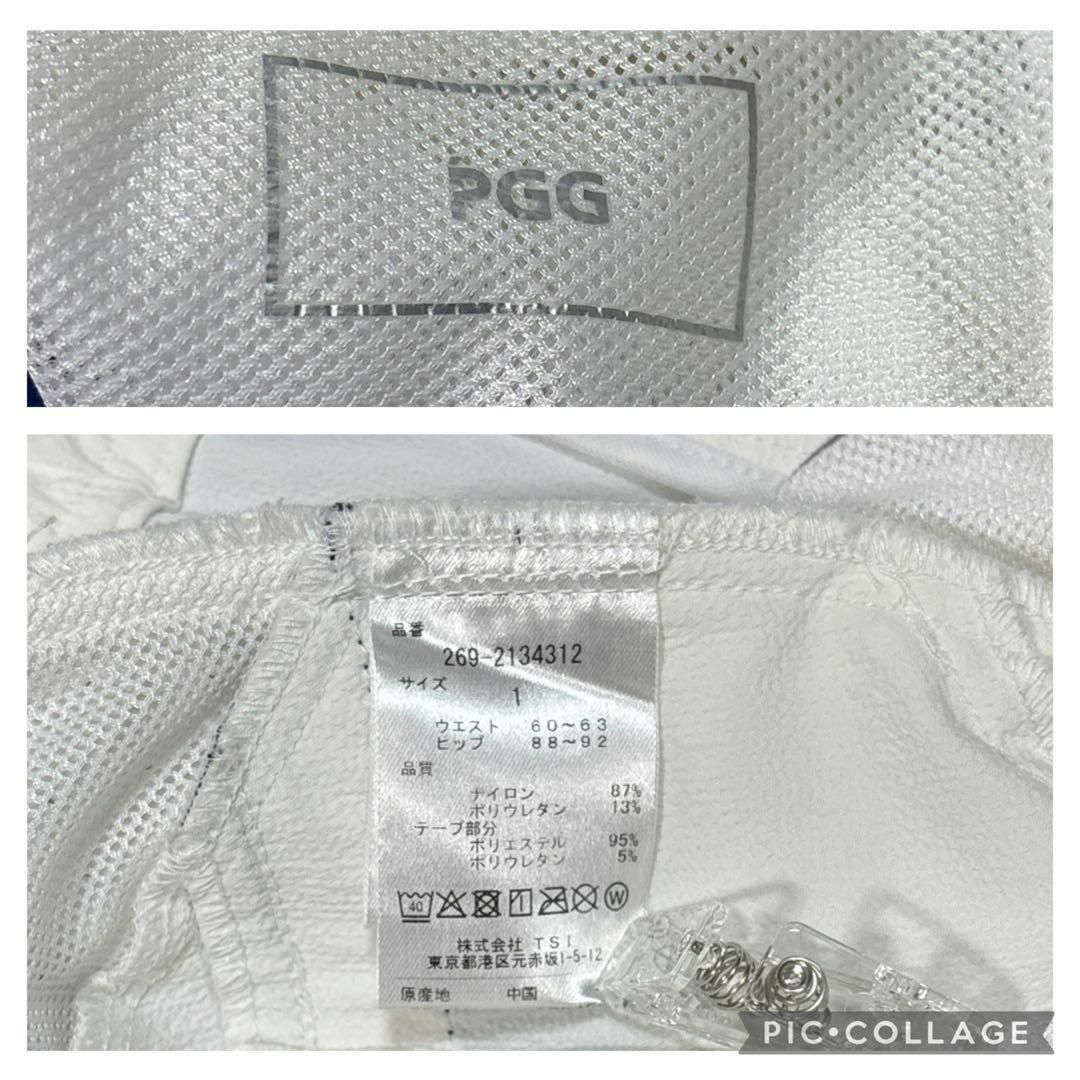 PGG
品番
269-2134312
サイズ
1
ウエスト 60~63
ヒップ 88~92
品質
ナイロン 87%
ポリウレタン 13%
テープ部分
ポリエステル 95%
ポリウレタン 5%
40 W
株式会社 TSI
東京都港区元赤坂1-5-12
原産地 中国
PIC•COLLAGE